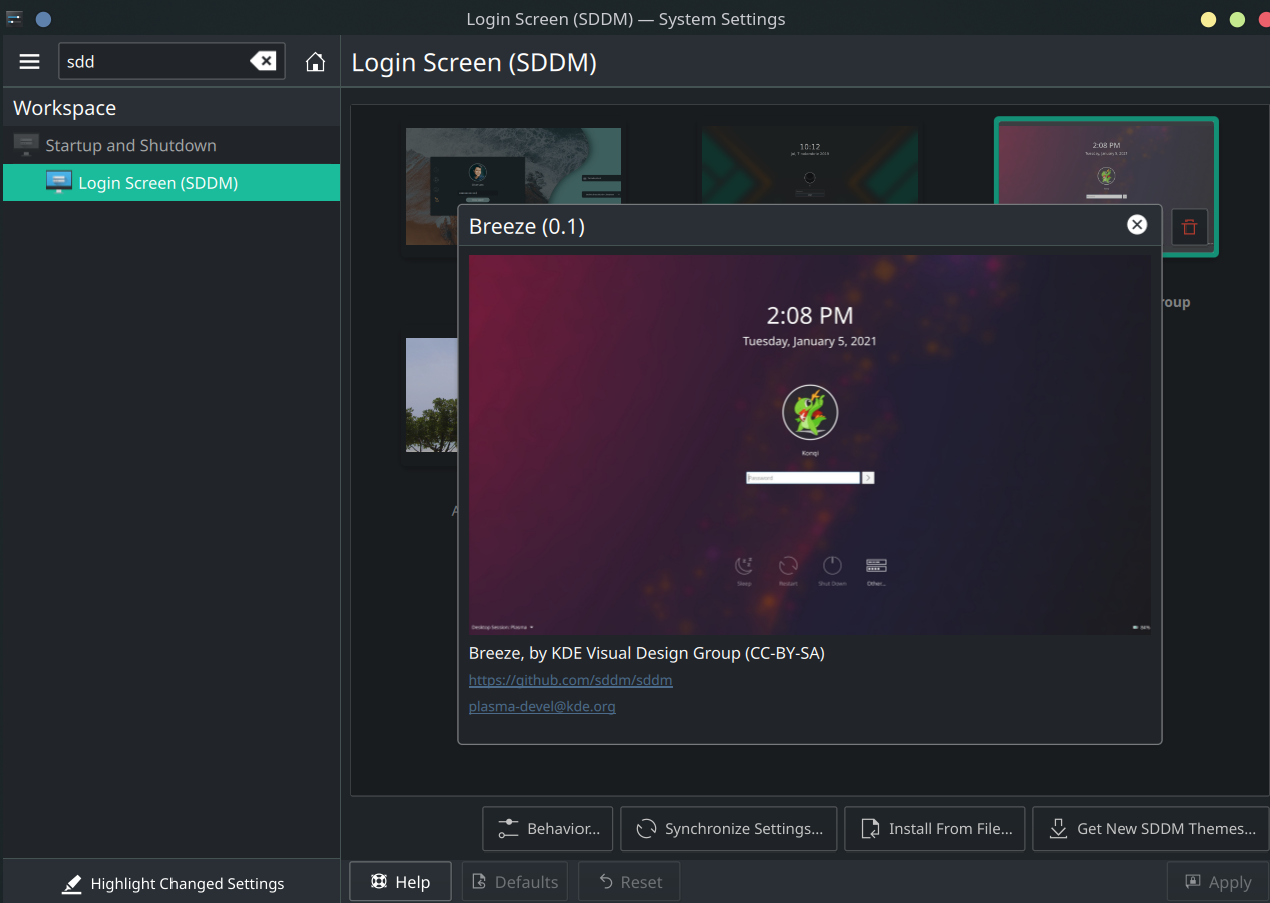 Login Screen (SDDM) — System Settings
sdd
Login Screen (SDDM)
Workspace
Startup and Shutdown
Login Screen (SDDM)
10:12
2:08 PM
Tuesday, January 5, 2021
Breeze (0.1)
roup
2:08 PM
Tuesday, January 5, 2021
Konqi
Password
Sleep
Restart
Shut Down
Other...
Desktop Session: Plasma
A
Breeze, by KDE Visual Design Group (CC-BY-SA)
https://github.com/sddm/sddm
plasma-devel@kde.org
Behavior...
Synchronize Settings...
Install From File...
Get New SDDM Themes...
Highlight Changed Settings
Help
Defaults
Reset
Apply